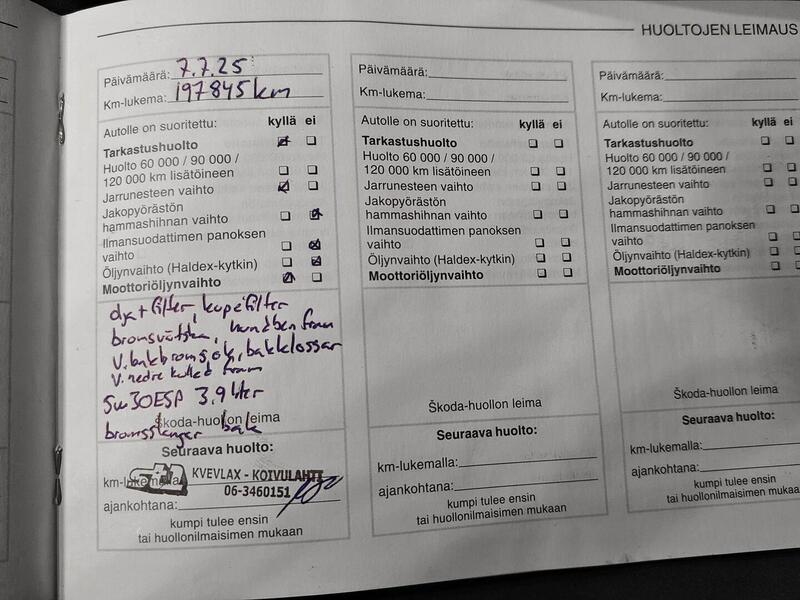 HUOLTOJEN LEIMAUS
Päivämäärä: 7.7.25
Km-lukema: 197845 km
Autolle on suoritettu: kyllä ei
Tarkastushuolto
Huolto 60 000 / 90 000 /
120 000 km lisätöineen
Jarrunesteen vaihto
Jakopyörästön
hammashihnan vaihto
Ilmansuodattimen panoksen
vaihto
Öljynvaihto (Haldex-kytkin)
Moottoriöljynvaihto
olja + filter, kupefilter
bromsvätska, hundben fram
V. bakbromsok, bakklossar
V. nedre kulled fram
5w30ESP 3.9 liter
Škoda-huollon leima
bromsslangar bak
Seuraava huolto:
km-lukemalla:
KVEVLAX - KOIVULAHTI
06-3460151
ajankohtana:
kumpi tulee ensin
tai huollonilmaisimen mukaan
Päivämäärä:
Km-lukema:
Autolle on suoritettu: kyllä ei
Tarkastushuolto
Huolto 60 000 / 90 000 /
120 000 km lisätöineen
Jarrunesteen vaihto
Jakopyörästön
hammashihnan vaihto
Ilmansuodattimen panoksen
vaihto
Öljynvaihto (Haldex-kytkin)
Moottoriöljynvaihto
Škoda-huollon leima
Seuraava huolto:
km-lukemalla:
ajankohtana:
kumpi tulee ensin
tai huollonilmaisimen mukaan
Päivämäärä:
Km-lukema:
Autolle on suoritettu: kyllä ei
Tarkastushuolto
Huolto 60 000 / 90 000 /
120 000 km lisätöineen
Jarrunesteen vaihto
Jakopyörästön
hammashihnan vaihto
Ilmansuodattimen panoksen
vaihto
Öljynvaihto (Haldex-kytkin)
Moottoriöljynvaihto
Škoda-huollon leima
Seuraava huolto:
km-lukemalla:
ajankohtana:
kumpi tulee ensin
tai huollonilmaisimen mukaan